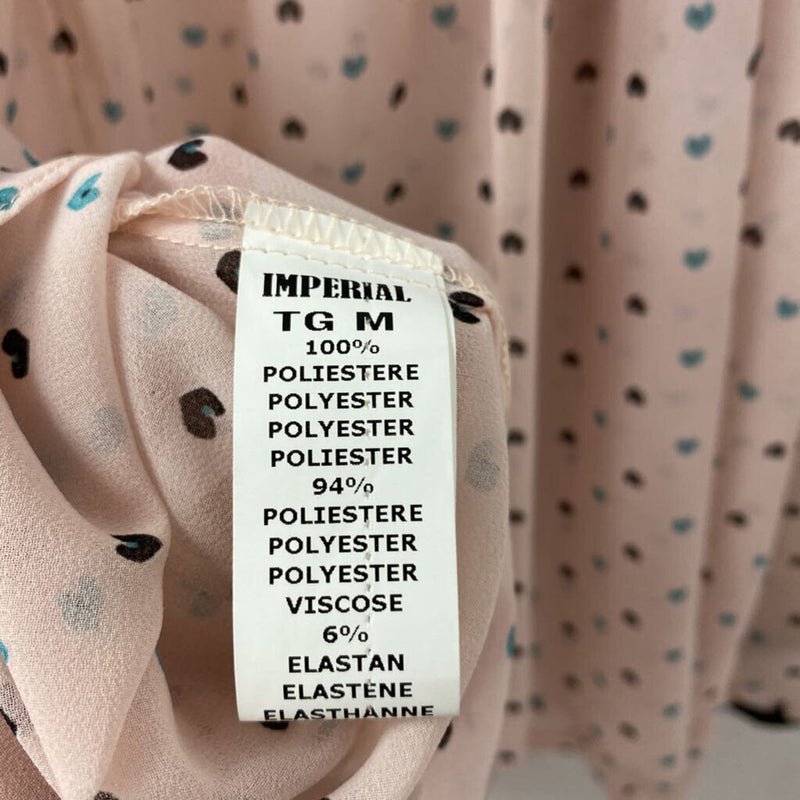 IMPERIAL
TG M
100%
POLIESTERE
POLYESTER
POLYESTER
POLIESTER
94%
POLIESTERE
POLYESTER
POLYESTER
VISCOSE
6%
ELASTAN
ELASTENE
ELASTHANNE